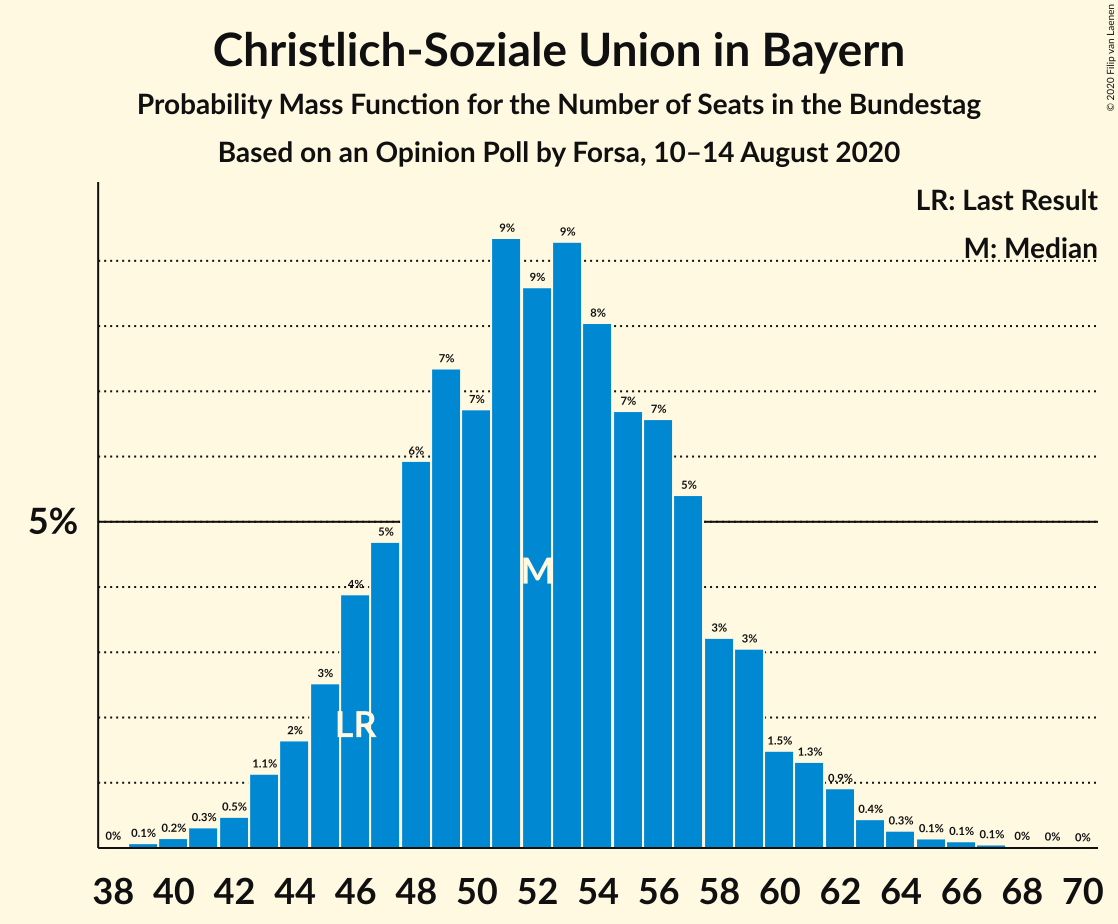 Christlich-Soziale Union in Bayern
Probability Mass Function for the Number of Seats in the Bundestag
Based on an Opinion Poll by Forsa, 10–14 August 2020
© 2020 Filip van Laenen
LR: Last Result
M: Median
5%
0% 0.1% 0.2% 0.3% 0.5% 1.1% 2% 3% 4% 5% 6% 7% 7% 9% 9% 9% 8% 7% 7% 5% 3% 3% 1.5% 1.3% 0.9% 0.4% 0.3% 0.1% 0.1% 0.1% 0% 0% 0%
M
LR
38 40 42 44 46 48 50 52 54 56 58 60 62 64 66 68 70